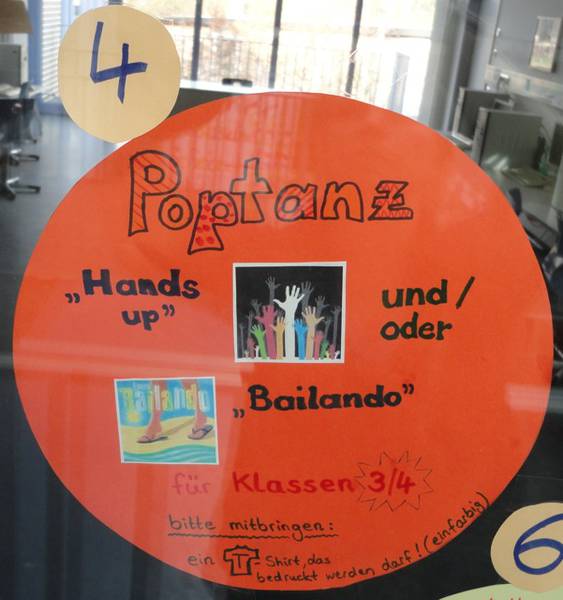 4
Poptanz
„Hands
up”
und/
oder
Bailando
„Bailando”
für Klassen 3/4
bitte mitbringen:
ein T-Shirt, das
bedruckt werden darf! (einfarbig)
6